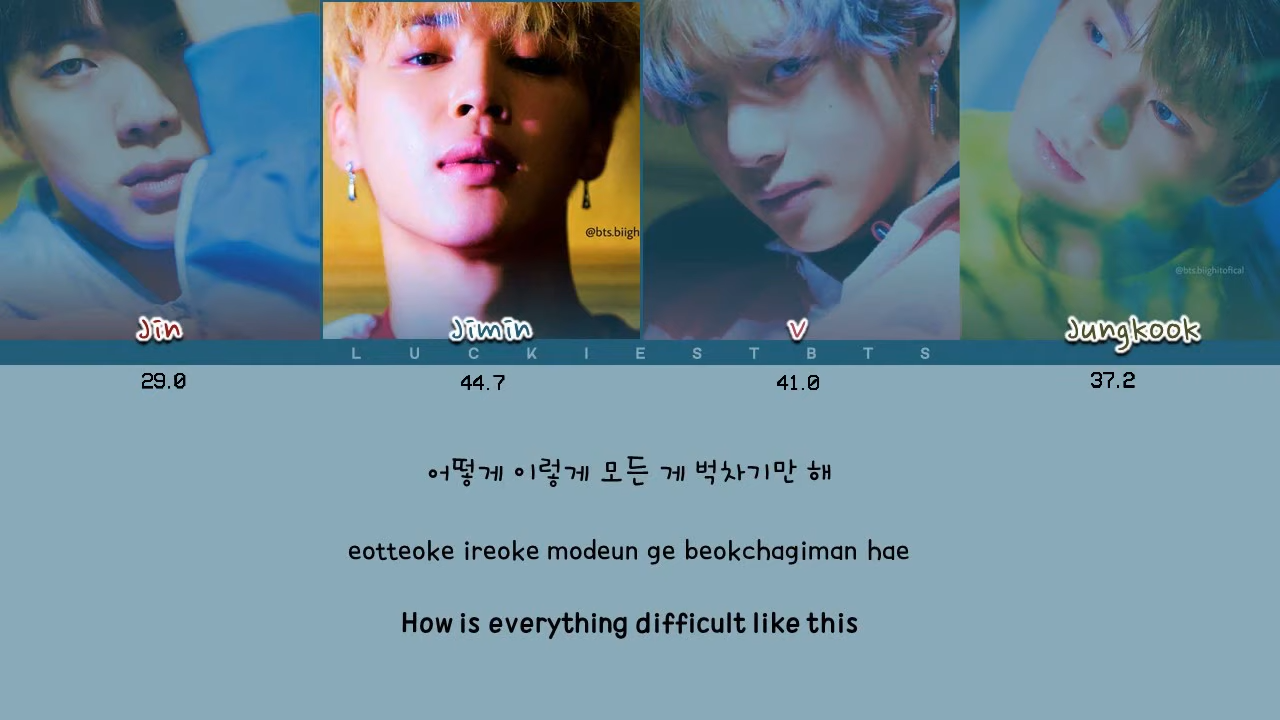 @bts.biigh
@bts.biighitofical
Jin
Jimin
V
Jungkook
L U C K I E S T B T S
29.0
44.7
41.0
37.2
어떻게 이렇게 모든 게 벅차기만 해
eotteoke ireoke modeun ge beokchagiman hae
How is everything difficult like this